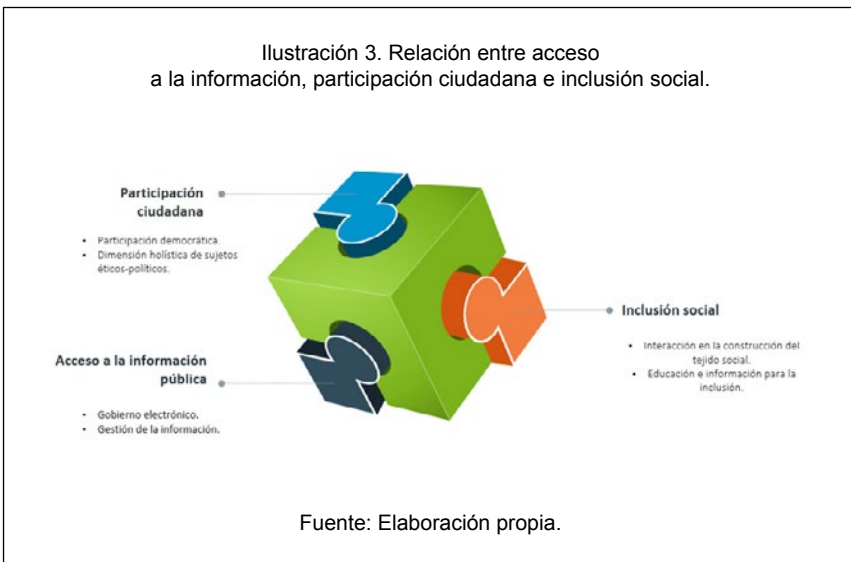 Ilustración 3. Relación entre acceso
a la información, participación ciudadana e inclusión social.
Participación
ciudadana
• Participación democrática.
• Dimensión holística de sujetos
éticos-políticos.
Acceso a la información
pública
• Gobierno electrónico.
• Gestión de la información.
Inclusión social
• Interacción en la construcción del
tejido social.
• Educación e información para la
inclusión.
Fuente: Elaboración propia.